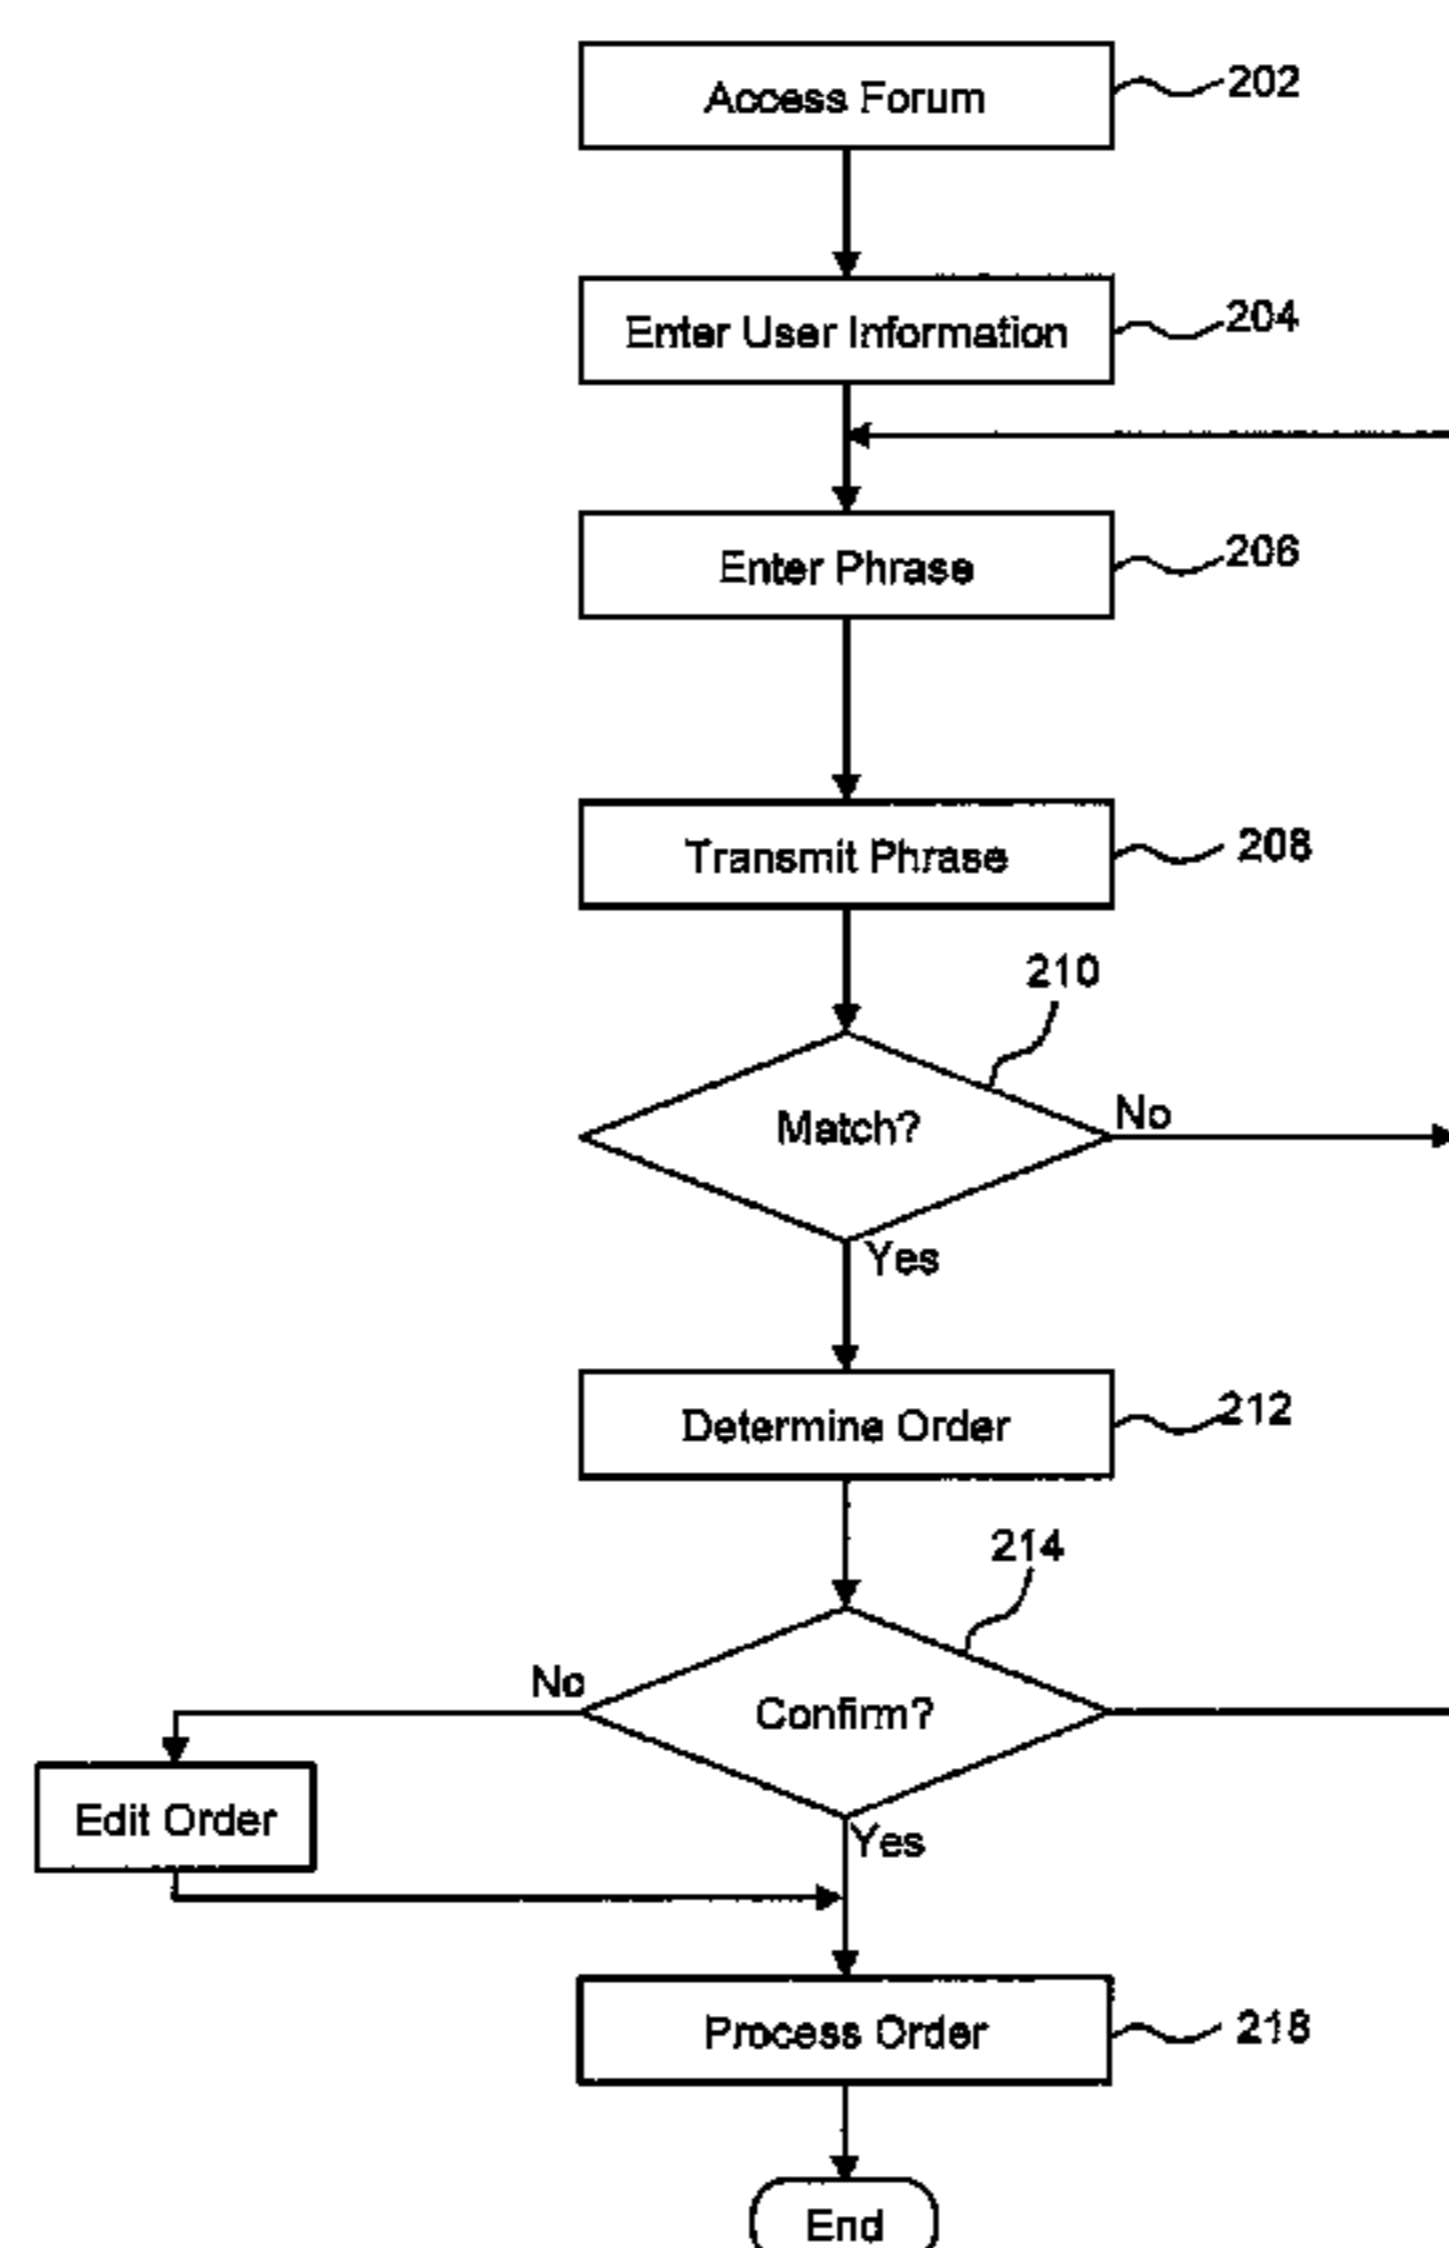 Access Forum
202
Enter User Information
204
Enter Phrase
206
Transmit Phrase
208
210
Match?
No
Yes
Determine Order
212
214
No
Confirm?
Edit Order
Yes
Process Order
218
End